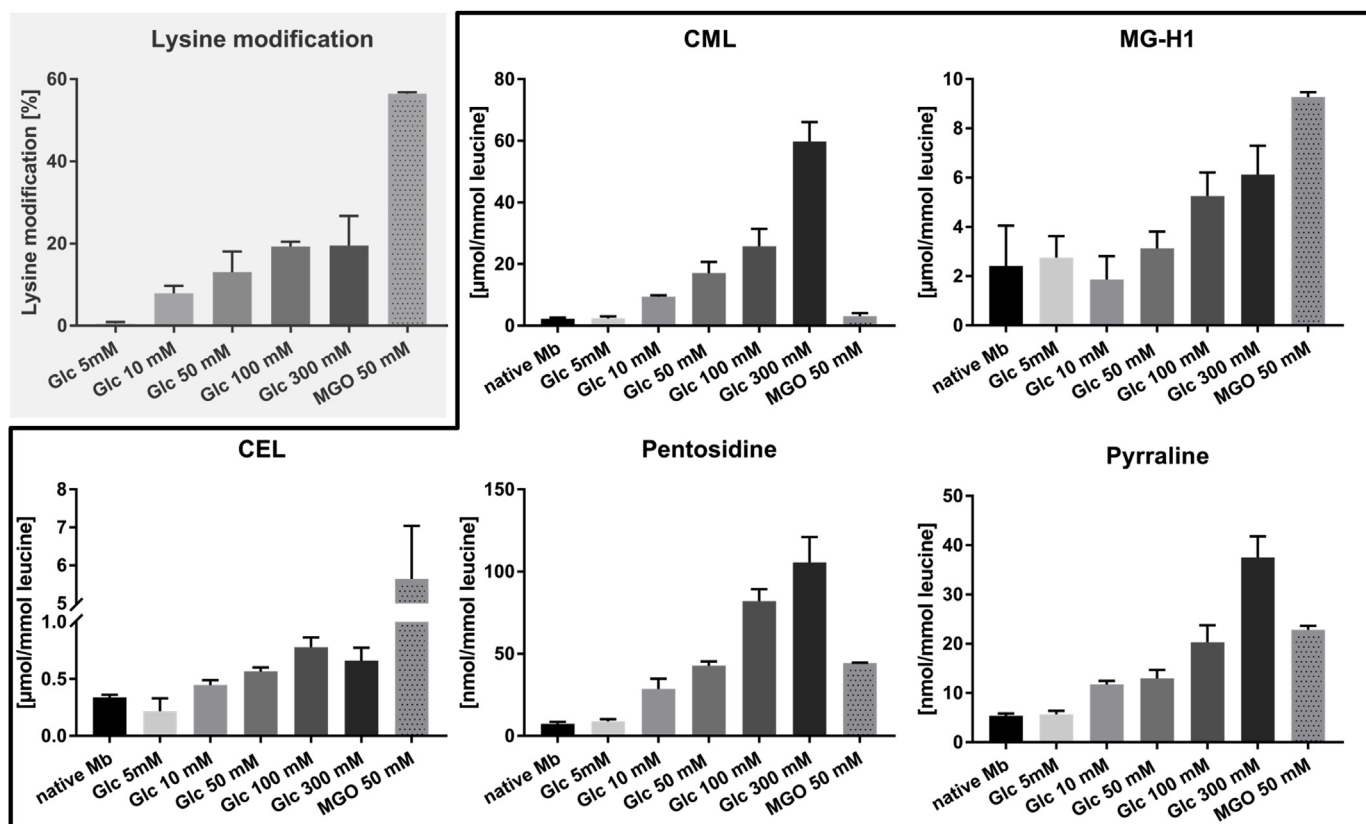 Lysine modification
Lysine modification [%]
60
40
20
0
Glc 5mM
Glc 10 mM
Glc 50 mM
Glc 100 mM
Glc 300 mM
MGO 50 mM
CML
[µmol/mmol leucine]
80
60
40
20
0
native Mb
Glc 5mM
Glc 10 mM
Glc 50 mM
Glc 100 mM
Glc 300 mM
MGO 50 mM
MG-H1
[µmol/mmol leucine]
10
8
6
4
2
0
native Mb
Glc 5mM
Glc 10 mM
Glc 50 mM
Glc 100 mM
Glc 300 mM
MGO 50 mM
CEL
[µmol/mmol leucine]
8
7
6
5
1.0
0.5
0.0
native Mb
Glc 5mM
Glc 10 mM
Glc 50 mM
Glc 100 mM
Glc 300 mM
MGO 50 mM
Pentosidine
[nmol/mmol leucine]
150
100
50
0
native Mb
Glc 5mM
Glc 10 mM
Glc 50 mM
Glc 100 mM
Glc 300 mM
MGO 50 mM
Pyrraline
[nmol/mmol leucine]
50
40
30
20
10
0
native Mb
Glc 5mM
Glc 10 mM
Glc 50 mM
Glc 100 mM
Glc 300 mM
MGO 50 mM